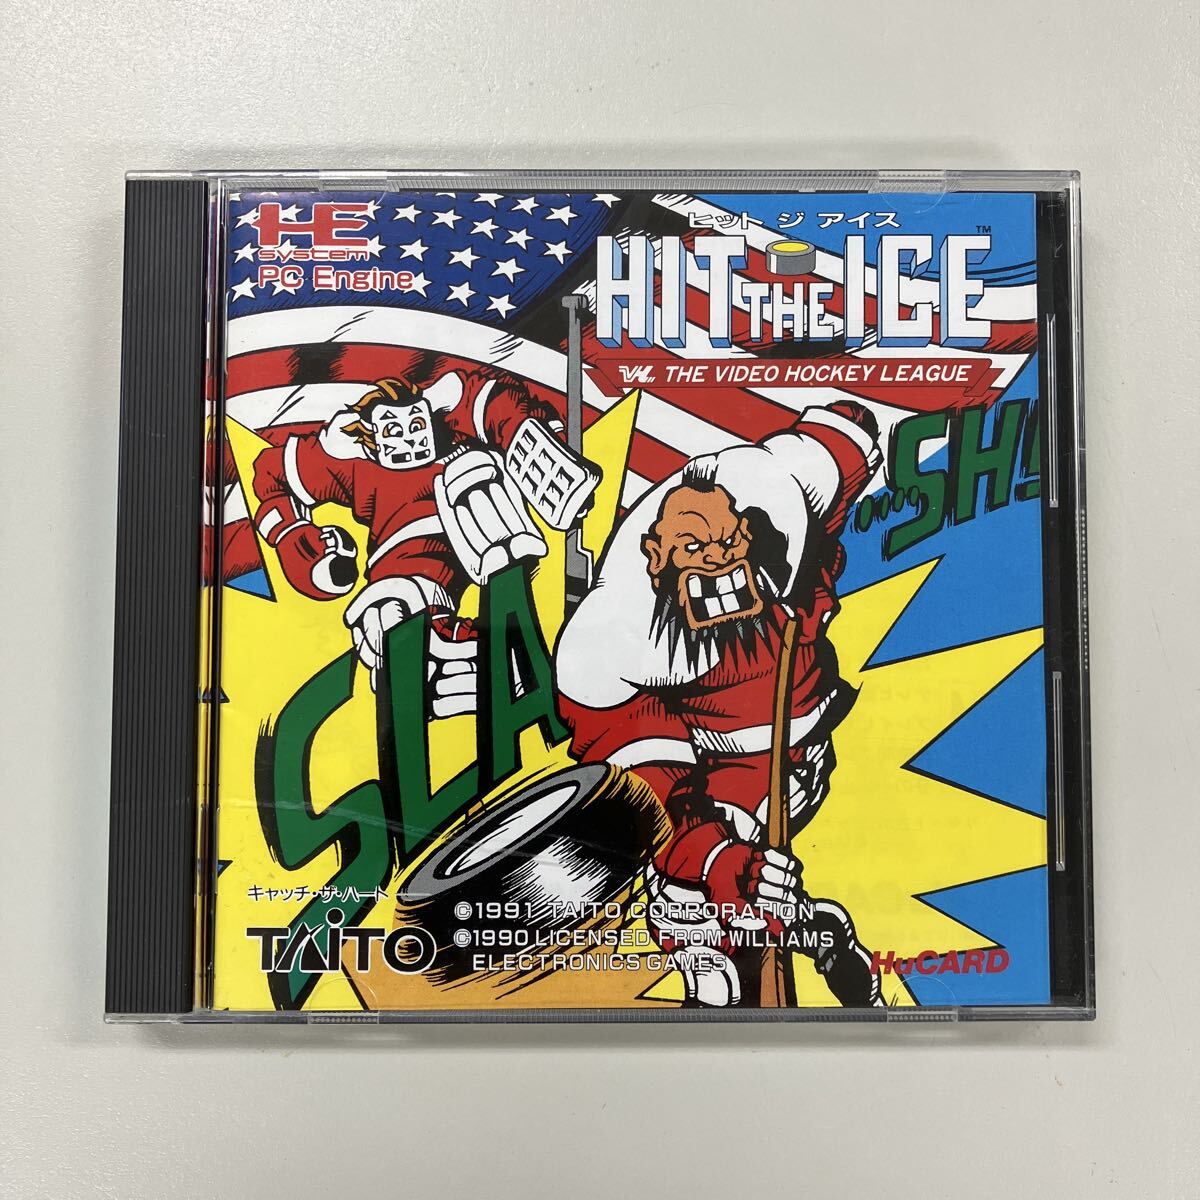 HE
system
PC Engine
ヒット ジ アイス
HIT THE ICE™
VHL THE VIDEO HOCKEY LEAGUE
SLA
....SH!
キャッチ・ザ・ハート
TAITO
©1991 TAITO CORPORATION
©1990 LICENSED FROM WILLIAMS
ELECTRONICS GAMES
HuCARD